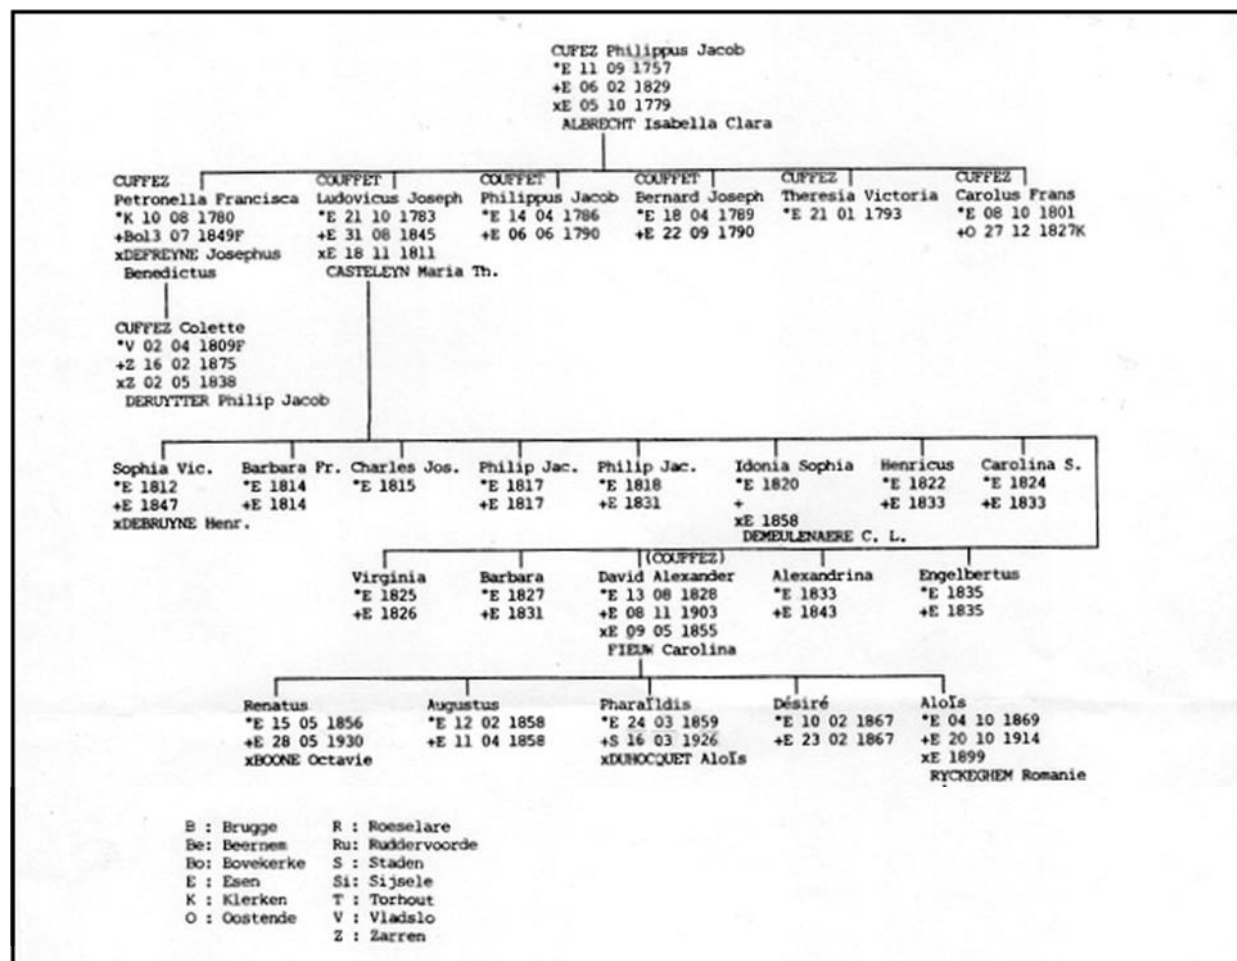 CUFEZ Philippus Jacob
*E 11 09 1757
+E 06 02 1829
xE 05 10 1779
ALBRECHT Isabella Clara
CUFFEZ
Petronella Francisca
*K 10 08 1780
+Bo13 07 1849F
xDEFREYNE Josephus
Benedictus
COUFFET
Ludovicus Joseph
*E 21 10 1783
+E 31 08 1845
xE 18 11 1811
CASTELEYN Maria Th.
COUFFET
Philippus Jacob
*E 14 04 1786
+E 06 06 1790
COUFFET
Bernard Joseph
*E 18 04 1789
+E 22 09 1790
CUFFEZ
Theresia Victoria
*E 21 01 1793
CUFFEZ
Carolus Frans
*E 08 10 1801
+O 27 12 1827K
CUFFEZ Colette
*V 02 04 1809F
+Z 16 02 1875
xZ 02 05 1838
DERUYTTER Philip Jacob
Sophia Vic.
*E 1812
+E 1847
xDEBRUYNE Henr.
Barbara Fr.
*E 1814
+E 1814
Charles Jos.
*E 1815
Philip Jac.
*E 1817
+E 1817
Philip Jac.
*E 1818
+E 1831
Idonia Sophia
*E 1820
+
xE 1858
DEMEULENAERE C. L.
Henricus
*E 1822
+E 1833
Carolina S.
*E 1824
+E 1833
Virginia
*E 1825
+E 1826
Barbara
*E 1827
+E 1831
(COUFFEZ)
David Alexander
*E 13 08 1828
+E 08 11 1903
xE 09 05 1855
FIEUW Carolina
Alexandrina
*E 1833
+E 1843
Engelbertus
*E 1835
+E 1835
Renatus
*E 15 05 1856
+E 28 05 1930
xBOONE Octavie
Augustus
*E 12 02 1858
+E 11 04 1858
Pharaïldis
*E 24 03 1859
+S 16 03 1926
xDUHOCQUET Aloïs
Désiré
*E 10 02 1867
+E 23 02 1867
Aloïs
*E 04 10 1869
+E 20 10 1914
xE 1899
RYCKEGHEM Romanie
B : Brugge
Be: Beernem
Bo: Bovekerke
E : Esen
K : Klerken
O : Oostende
R : Roeselare
Ru: Ruddervoorde
S : Staden
Si: Sijsele
T : Torhout
V : Vladslo
Z : Zarren